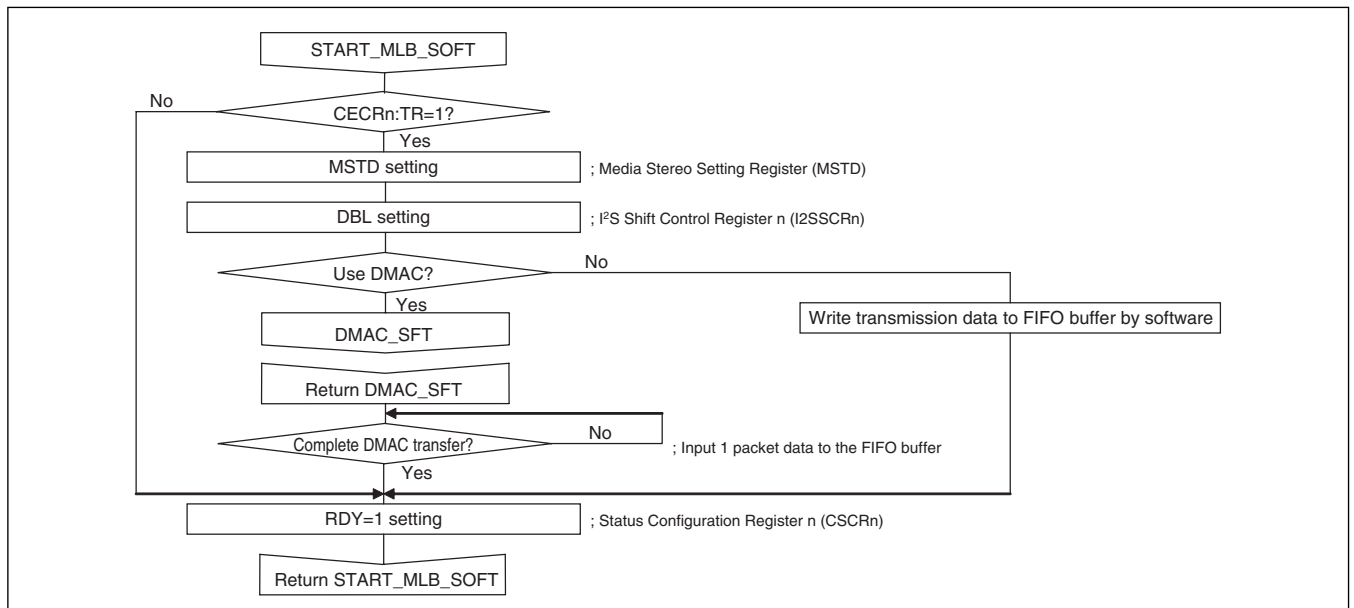 START_MLB_SOFT
No
CECRn:TR=1?
Yes
MSTD setting
; Media Stereo Setting Register (MSTD)
DBL setting
; I²S Shift Control Register n (I2SSCRn)
Use DMAC?
No
Yes
Write transmission data to FIFO buffer by software
DMAC_SFT
Return DMAC_SFT
Complete DMAC transfer?
No
; Input 1 packet data to the FIFO buffer
Yes
RDY=1 setting
; Status Configuration Register n (CSCRn)
Return START_MLB_SOFT